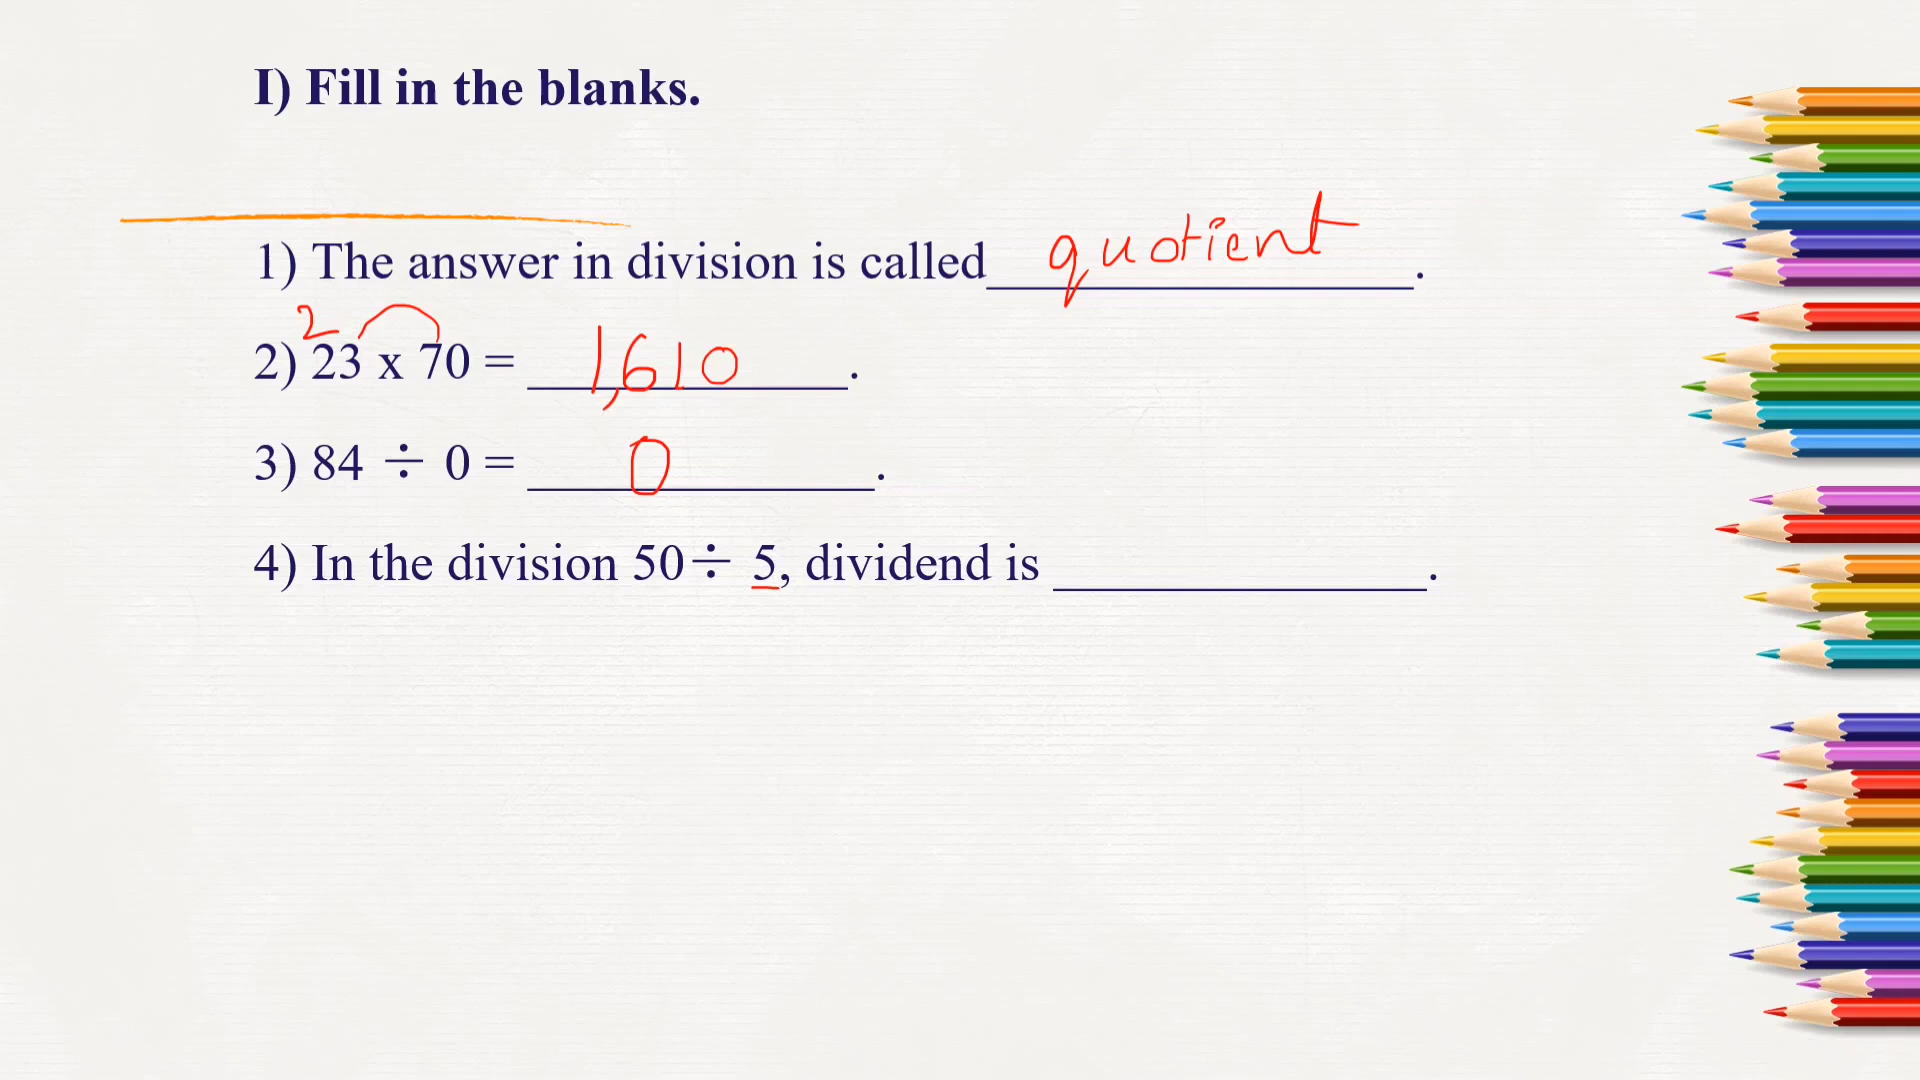 I) Fill in the blanks.
1) The answer in division is called quotient.
2
2) 23 x 70 = 1,610.
3) 84 ÷ 0 = 0.
4) In the division 50 ÷ 5, dividend is ______________.